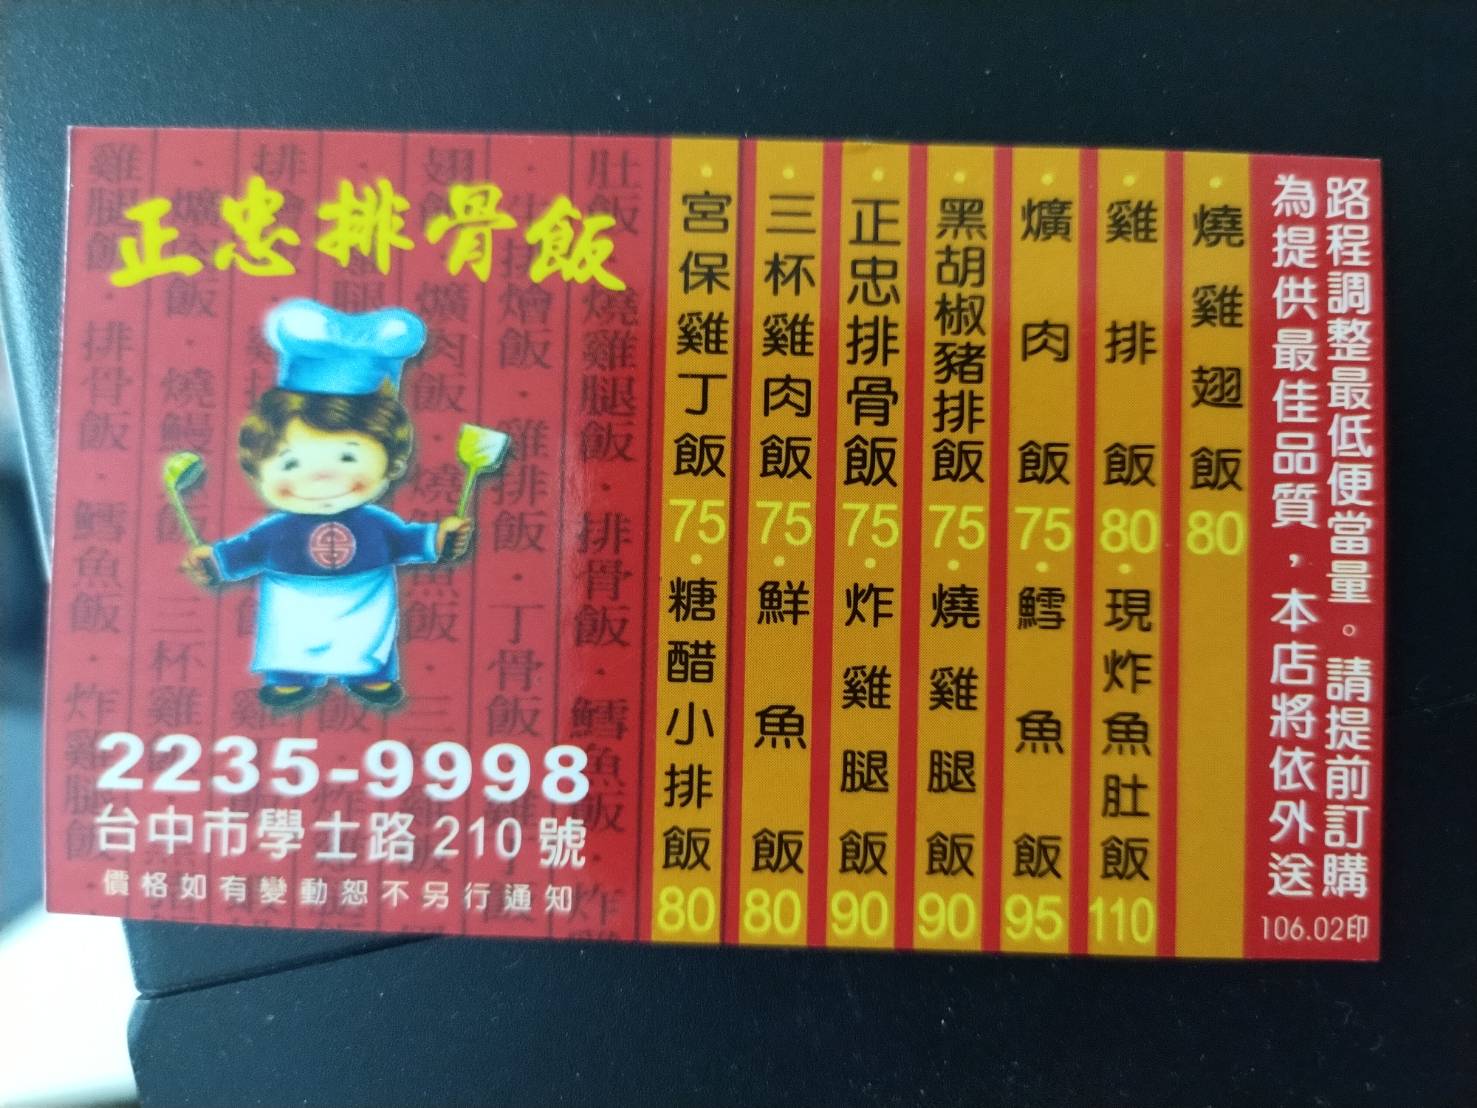 正忠排骨飯
2235-9998
台中市學士路210號
價格如有變動恕不另行通知
・宮保雞丁飯75
・糖醋小排飯80
・三杯雞肉飯75
・鮮魚飯80
・正忠排骨飯75
・炸雞腿飯90
・黑胡椒豬排飯75
・燒雞腿飯90
・爌肉飯75
・鱈魚飯95
・雞排飯80
・現炸魚肚飯110
・燒雞翅飯80
為提供最佳品質,本店將依外送
路程調整最低便當量。請提前訂購
106.02印